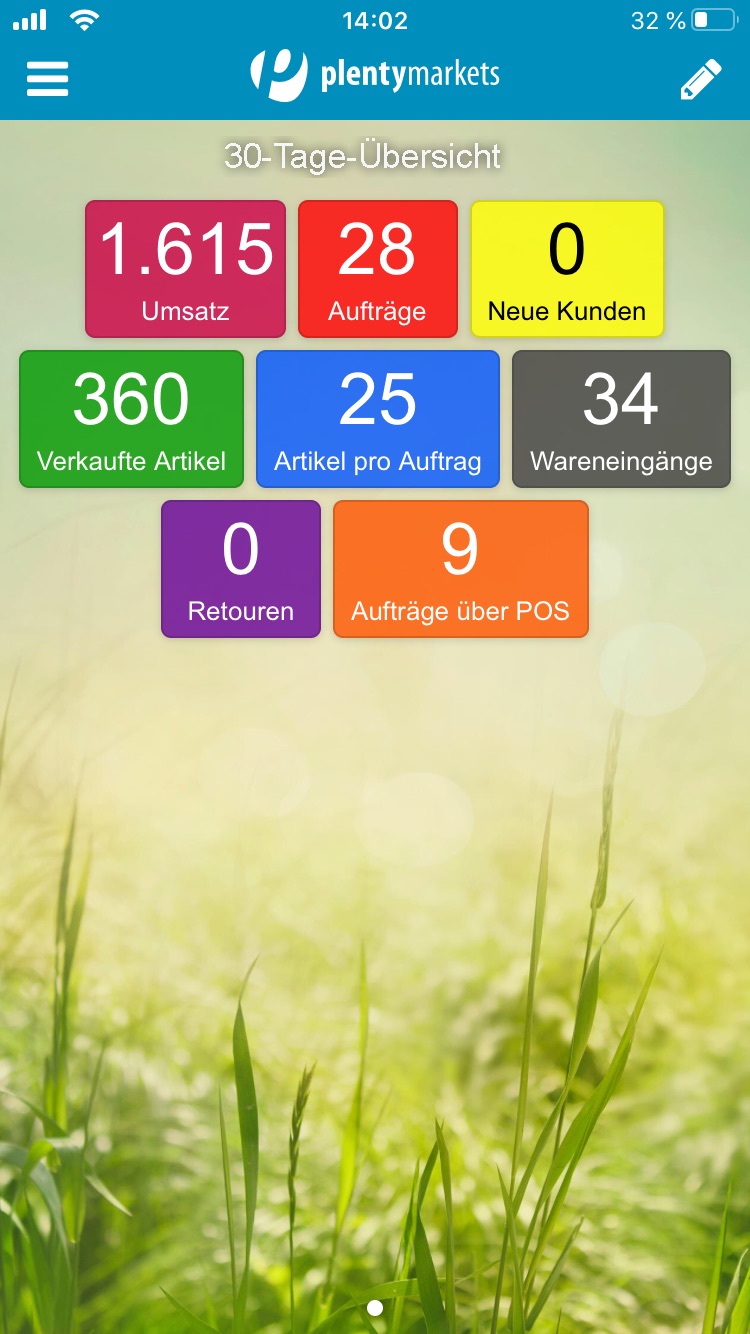 14:02
32 %
plentymarkets
30-Tage-Übersicht
1.615
Umsatz
28
Aufträge
0
Neue Kunden
360
Verkaufte Artikel
25
Artikel pro Auftrag
34
Wareneingänge
0
Retouren
9
Aufträge über POS